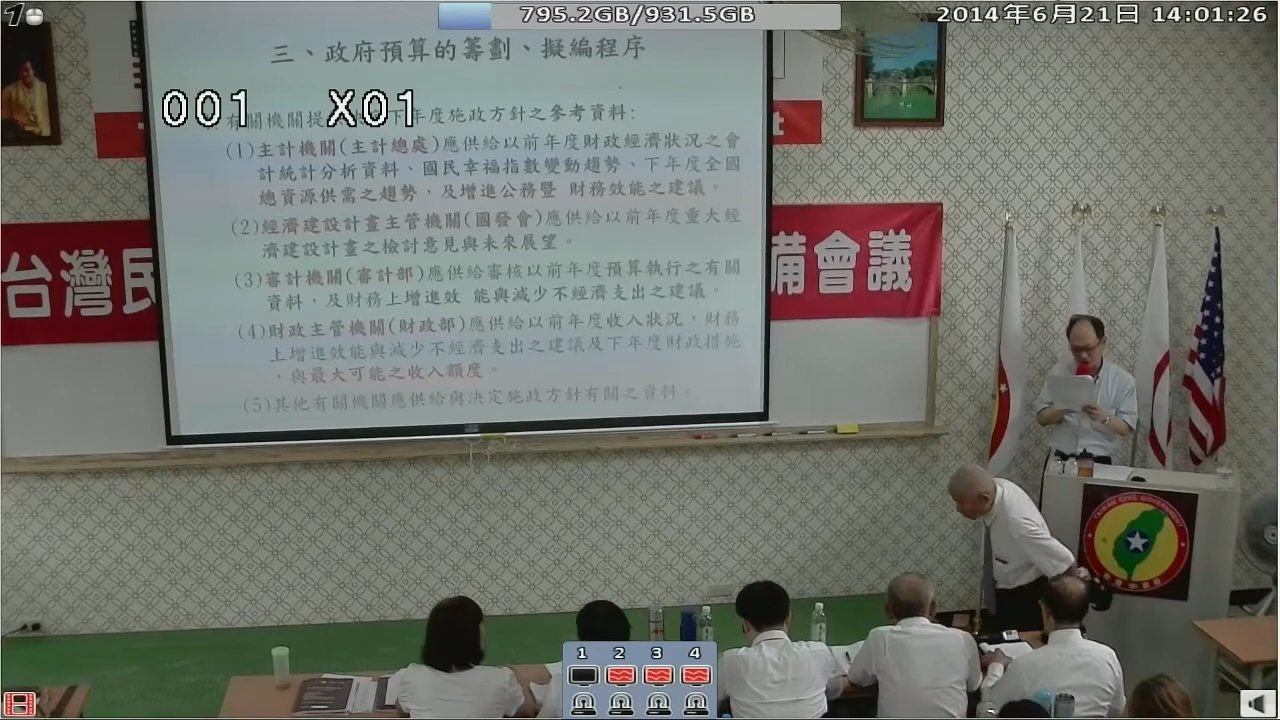 795.2GB/931.5GB
2014年6月21日 14:01:26
三、政府預算的籌劃、擬編程序
001 X01
有關機關提 下年度施政方針之參考資料:
(1)主計機關(主計總處)應供給以前年度財政經濟狀況之會
計統計分析資料、國民幸福指數變動趨勢、下年度全國
總資源供需之趨勢，及增進公務暨 財務效能之建議。
(2)經濟建設計畫主管機關(國發會)應供給以前年度重大經
濟建設計畫之檢討意見與未來展望。
(3)審計機關(審計部)應供給審核以前年度預算執行之有關
資料，及財務上增進效 能與減少不經濟支出之建議。
(4)財政主管機關(財政部)應供給以前年度收入狀況，財務
上增進效能與減少不經濟支出之建議及下年度財政措施
，與最大可能之收入額度。
(5)其他有關機關應供給與決定施政方針有關之資料。
台灣民
備會議
TAIWAN CIVIL GOVERNMENT
1 2 3 4